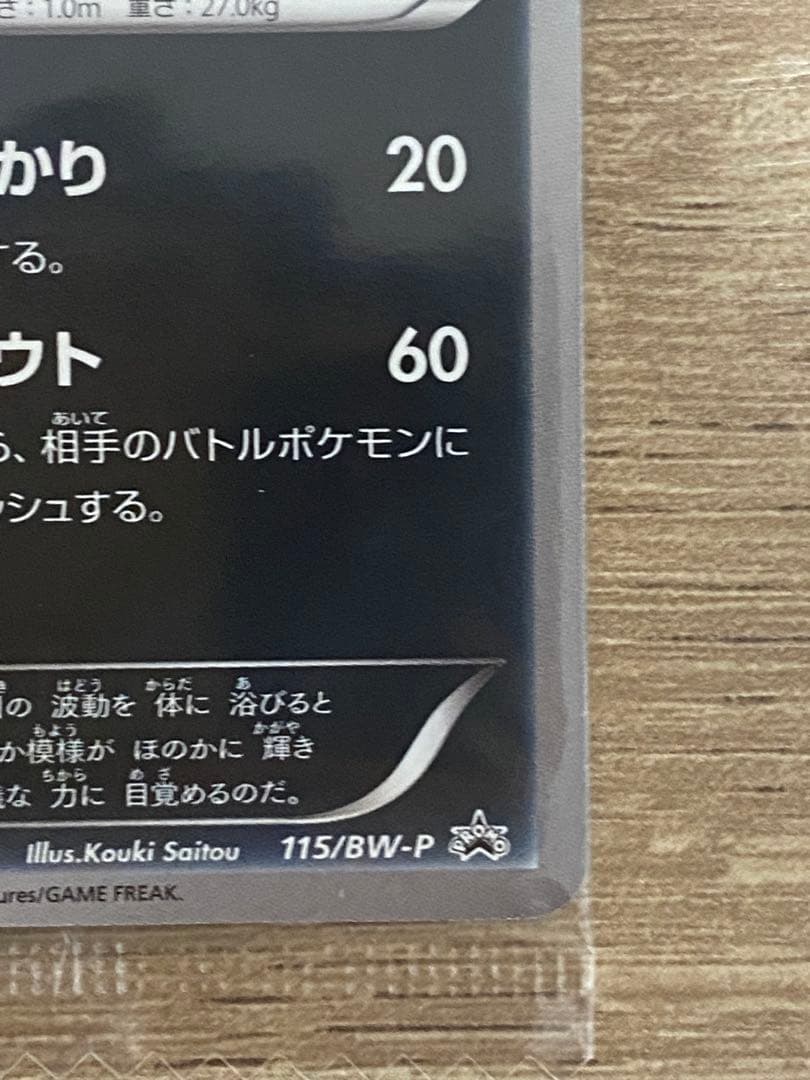 さ：1.0m 重さ：27.0kg
かり 20
する。
ウト 60
ら、相手のバトルポケモンに
あいて
ッシュする。
の 波動を 体に 浴びると
はどう からだ あ
か模様が ほのかに 輝き
もよう かがや
な 力に 目覚めるのだ。
ちから めざ
Illus.Kouki Saitou 115/BW-P PROMO
ures/GAME FREAK.